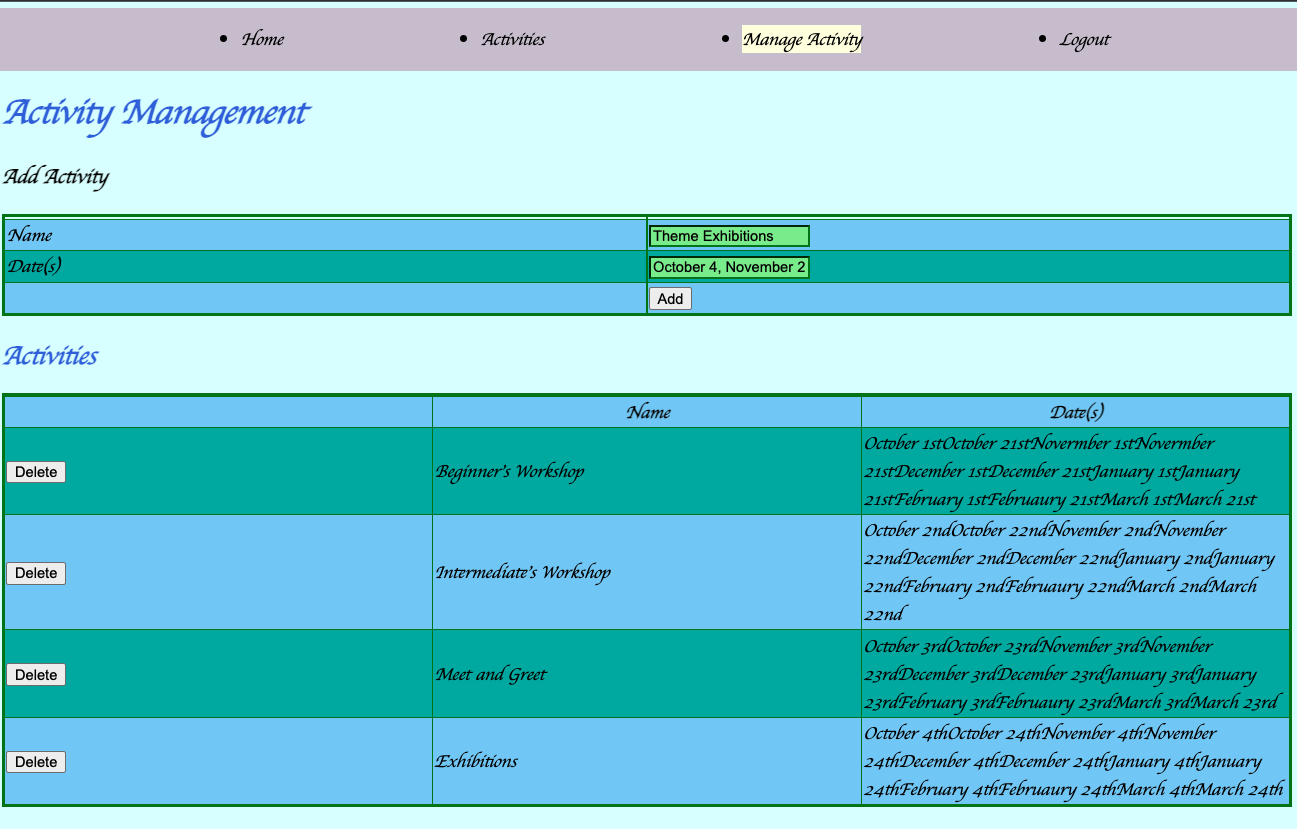 Home Activities Manage Activity Logout
Activity Management
Add Activity
Name Theme Exhibitions
Date(s) October 4, November 2
Add
Activities
Name Date(s)
Delete Beginner's Workshop
October 1stOctober 21stNovermber 1stNovermber
21stDecember 1stDecember 21stJanuary 1stJanuary
21stFebruary 1stFebruaury 21stMarch 1stMarch 21st
Delete Intermediate's Workshop
October 2ndOctober 22ndNovember 2ndNovember
22ndDecember 2ndDecember 22ndJanuary 2ndJanuary
22ndFebruary 2ndFebruaury 22ndMarch 2ndMarch
22nd
Delete Meet and Greet
October 3rdOctober 23rdNovember 3rdNovember
23rdDecember 3rdDecember 23rdJanuary 3rdJanuary
23rdFebruary 3rdFebruaury 23rdMarch 3rdMarch 23rd
Delete Exhibitions
October 4thOctober 24thNovember 4thNovember
24thDecember 4thDecember 24thJanuary 4thJanuary
24thFebruary 4thFebruaury 24thMarch 4thMarch 24th